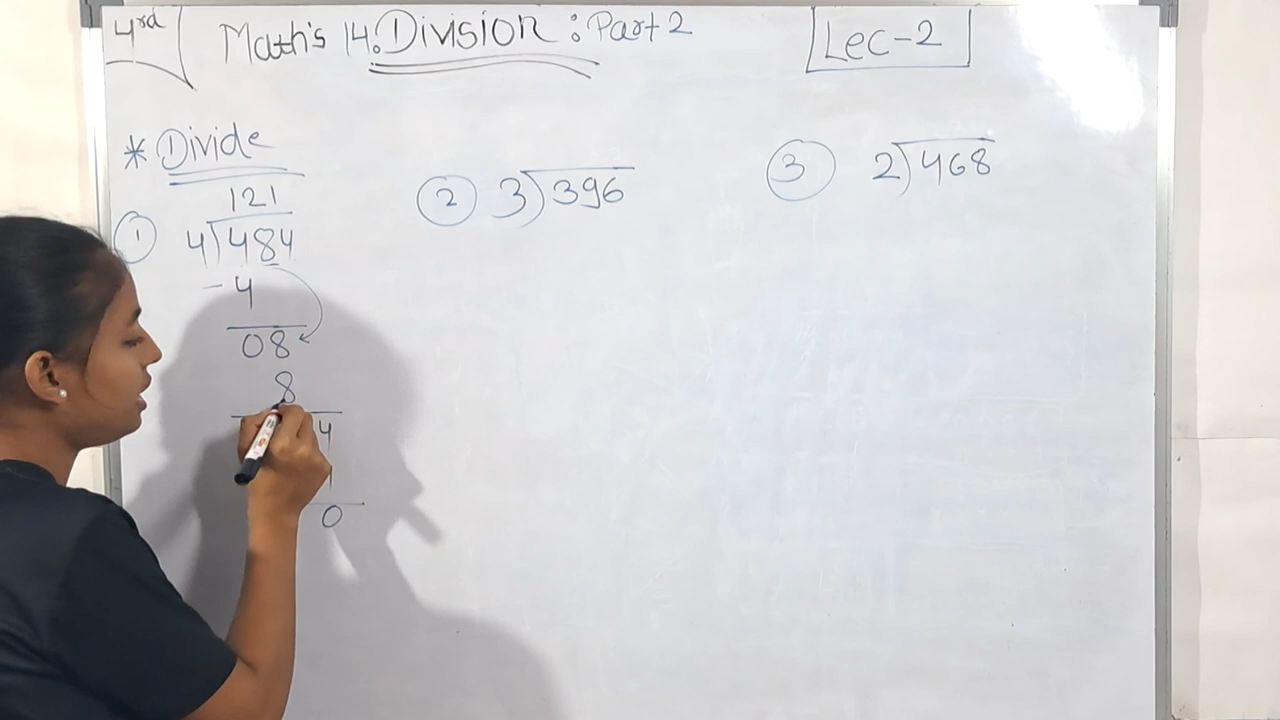 4rd
Math's 14. Division : Part 2
Lec-2
* Divide
121
1 4)484
- 4
08
8
4
0
2 3)396
3 2)468